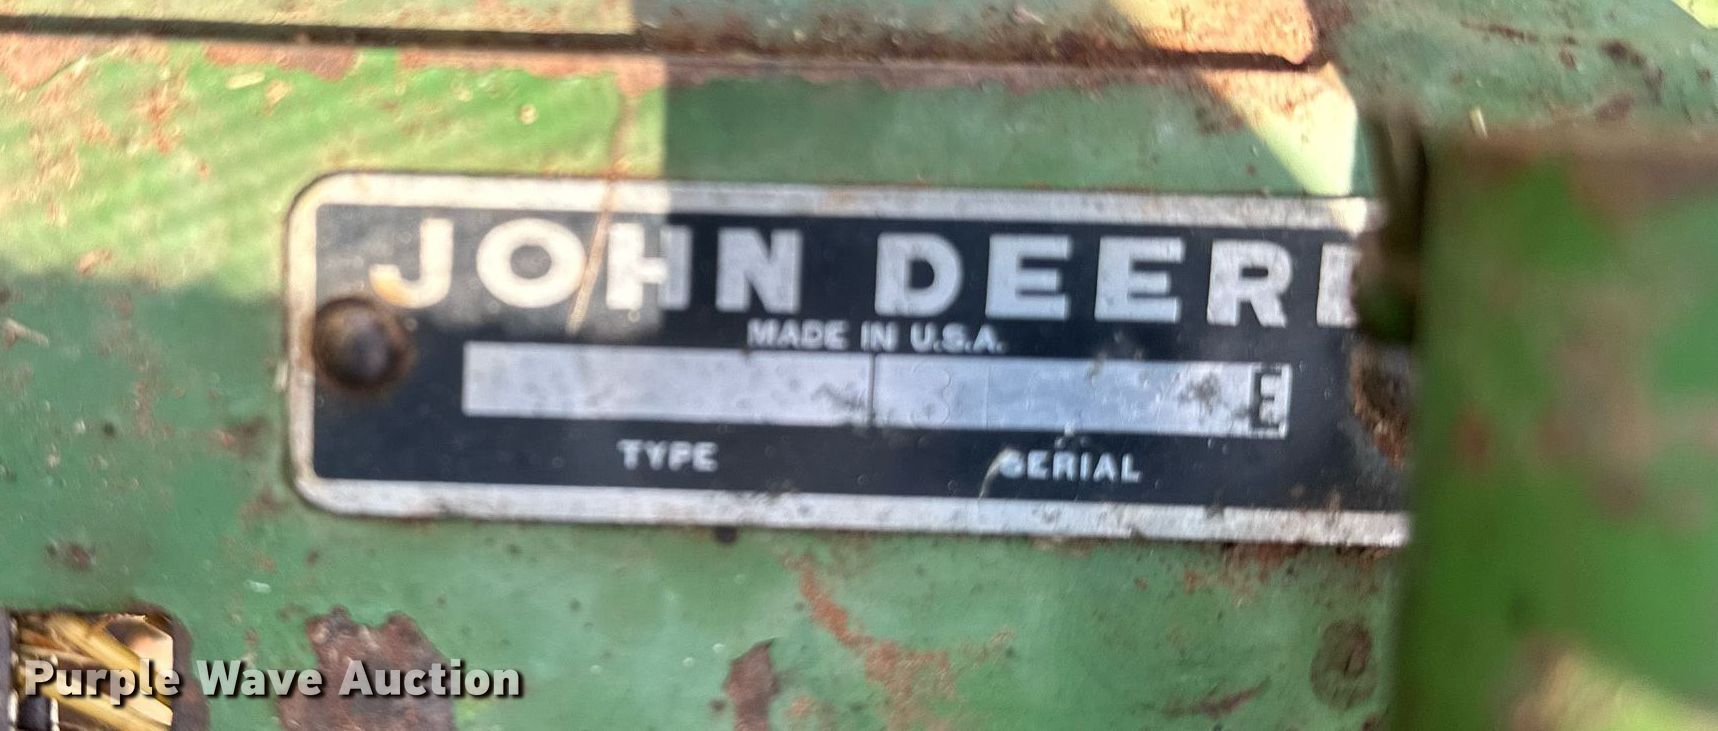 JOHN DEERE
MADE IN U.S.A.
E
TYPE SERIAL
Purple Wave Auction